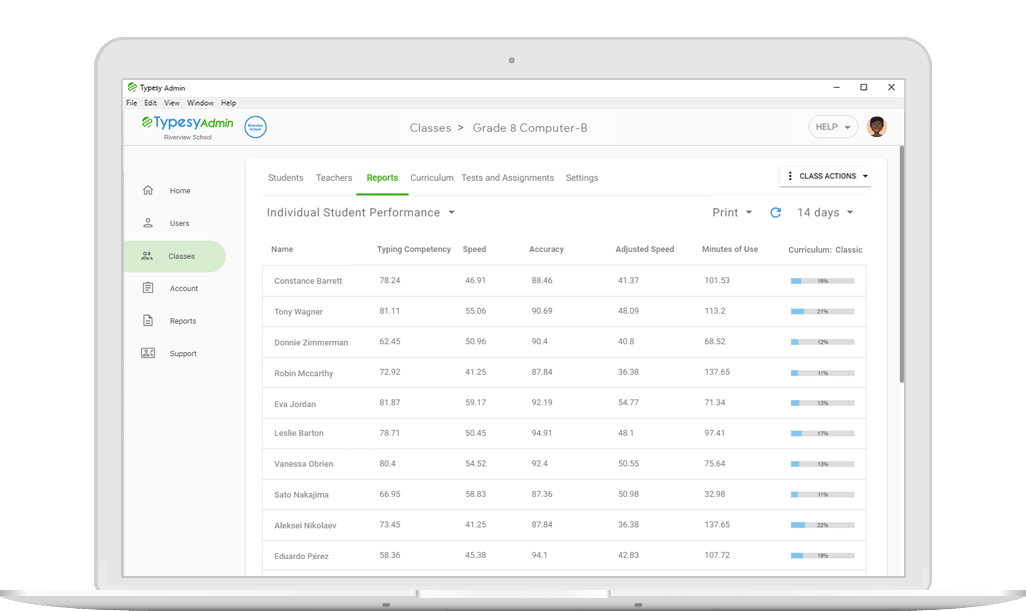 Typesy Admin
File Edit View Window Help
TypesyAdmin
Riverview School
Riverview School
Classes > Grade 8 Computer-B
HELP
Home
Users
Classes
Account
Reports
Support
Students Teachers Reports Curriculum Tests and Assignments Settings
CLASS ACTIONS
Individual Student Performance
Print 14 days
Name Typing Competency Speed Accuracy Adjusted Speed Minutes of Use Curriculum: Classic
Constance Barrett 78.24 46.91 88.46 41.37 101.53 18%
Tony Wagner 81.11 55.06 90.69 48.09 113.2 21%
Donnie Zimmerman 62.45 50.96 90.4 40.8 68.52 12%
Robin Mccarthy 72.92 41.25 87.84 36.38 137.65 11%
Eva Jordan 81.87 59.17 92.19 54.77 71.34 13%
Leslie Barton 78.71 50.45 94.91 48.1 97.41 17%
Vanessa Obrien 80.4 54.52 92.4 50.55 75.64 13%
Sato Nakajima 66.95 58.83 87.36 50.98 32.98 11%
Aleksei Nikolaev 73.45 41.25 87.84 36.38 137.65 22%
Eduardo Pérez 58.36 45.38 94.1 42.83 107.72 19%